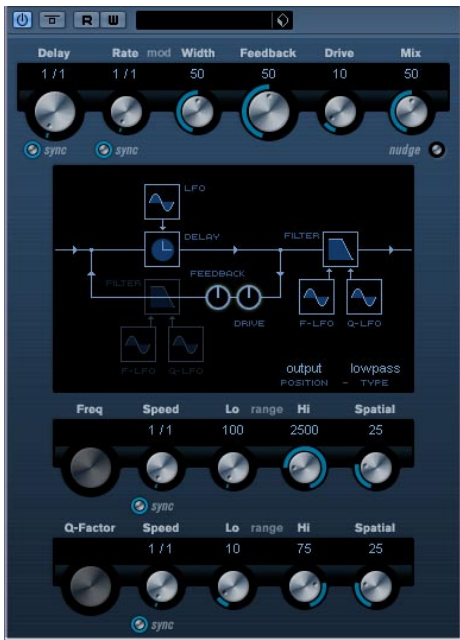 R W
Delay Rate mod Width Feedback Drive Mix
1 / 1 1 / 1 50 50 10 50
sync sync nudge
LFO
DELAY FILTER
FEEDBACK
FILTER
DRIVE F-LFO Q-LFO
F-LFO Q-LFO
output lowpass
POSITION - TYPE
Freq Speed Lo range Hi Spatial
1 / 1 100 2500 25
sync
Q-Factor Speed Lo range Hi Spatial
1 / 1 10 75 25
sync